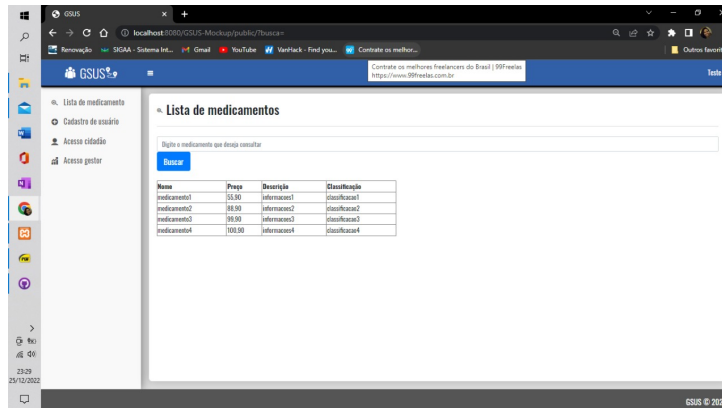 GSUS
localhost:8080/GSUS-Mockup/public/?busca=
Renovação
SIGAA - Sistema Int...
Gmail
YouTube
VanHack - Find you...
Contrate os melhor...
Outros favorit
Contrate os melhores freelancers do Brasil | 99Freelas
https://www.99freelas.com.br
GSUS
Teste
Lista de medicamento
Cadastro de usuário
Acesso cidadão
Acesso gestor
Lista de medicamentos
Digite o medicamento que deseja consultar
Buscar
Nome Preço Descrição Classificação
medicamento1 55,90 informacoes1 classificacao1
medicamento2 88,90 informacoes2 classificacao2
medicamento3 99,90 informacoes3 classificacao3
medicamento4 100,90 informacoes4 classificacao4
23:29
25/12/2022
GSUS © 202